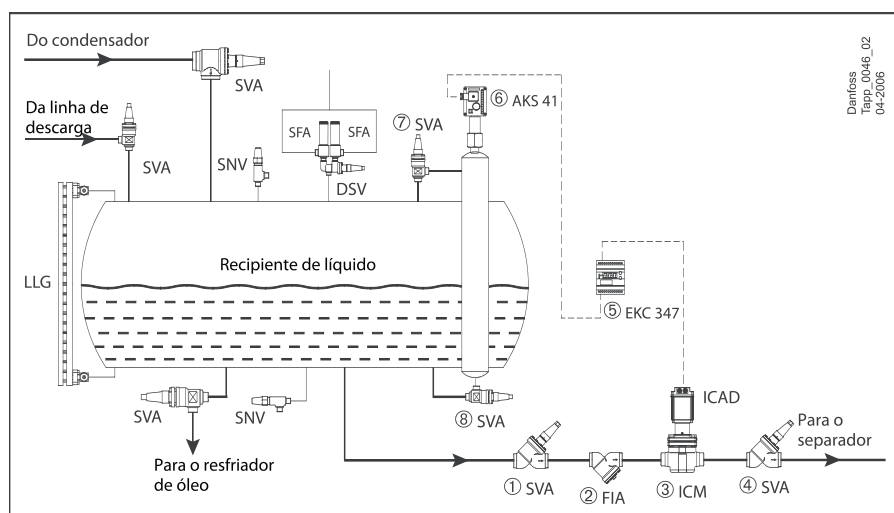 Do condensador
SVA
Da linha de
descarga
SVA
SNV
SFA
SFA
DSV
⑦ SVA
⑥ AKS 41
Danfoss
Tapp_0046_02
04-2006
LLG
Recipiente de líquido
⑤ EKC 347
SVA
SNV
⑧ SVA
ICAD
Para o
separador
Para o resfriador
de óleo
① SVA
② FIA
③ ICM
④ SVA